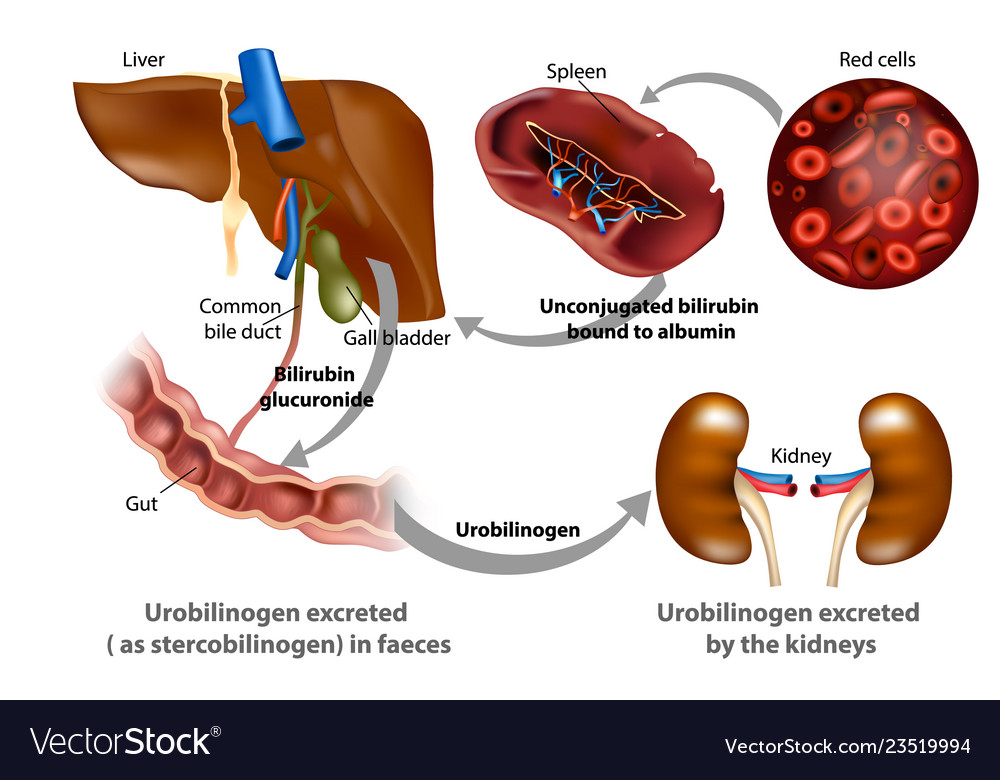 Liver
Spleen
Red cells
Common
bile duct
Gall bladder
Unconjugated bilirubin
bound to albumin
Bilirubin
glucuronide
Gut
Kidney
Urobilinogen
Urobilinogen excreted
( as stercobilinogen) in faeces
Urobilinogen excreted
by the kidneys
VectorStock®
VectorStock.com/23519994